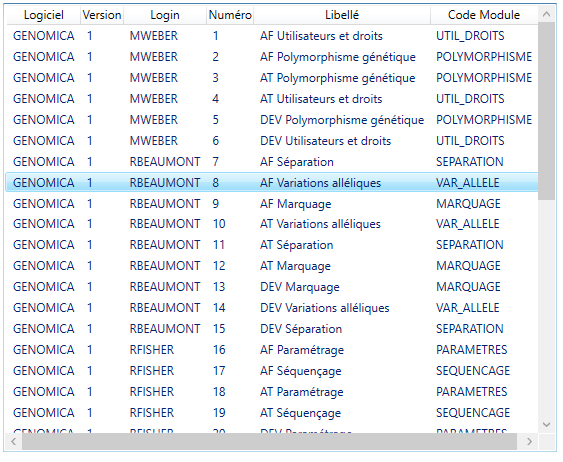 Logiciel Version Login Numéro Libellé Code Module
GENOMICA 1 MWEBER 1 AF Utilisateurs et droits UTIL_DROITS
GENOMICA 1 MWEBER 2 AF Polymorphisme génétique POLYMORPHISME
GENOMICA 1 MWEBER 3 AT Polymorphisme génétique POLYMORPHISME
GENOMICA 1 MWEBER 4 AT Utilisateurs et droits UTIL_DROITS
GENOMICA 1 MWEBER 5 DEV Polymorphisme génétique POLYMORPHISME
GENOMICA 1 MWEBER 6 DEV Utilisateurs et droits UTIL_DROITS
GENOMICA 1 RBEAUMONT 7 AF Séparation SEPARATION
GENOMICA 1 RBEAUMONT 8 AF Variations alléliques VAR_ALLELE
GENOMICA 1 RBEAUMONT 9 AF Marquage MARQUAGE
GENOMICA 1 RBEAUMONT 10 AT Variations alléliques VAR_ALLELE
GENOMICA 1 RBEAUMONT 11 AT Séparation SEPARATION
GENOMICA 1 RBEAUMONT 12 AT Marquage MARQUAGE
GENOMICA 1 RBEAUMONT 13 DEV Marquage MARQUAGE
GENOMICA 1 RBEAUMONT 14 DEV Variations alléliques VAR_ALLELE
GENOMICA 1 RBEAUMONT 15 DEV Séparation SEPARATION
GENOMICA 1 RFISHER 16 AF Paramétrage PARAMETRES
GENOMICA 1 RFISHER 17 AF Séquençage SEQUENCAGE
GENOMICA 1 RFISHER 18 AT Paramétrage PARAMETRES
GENOMICA 1 RFISHER 19 AT Séquençage SEQUENCAGE
GENOMICA 1 RFISHER 20 DEV Paramétrage PARAMETRES